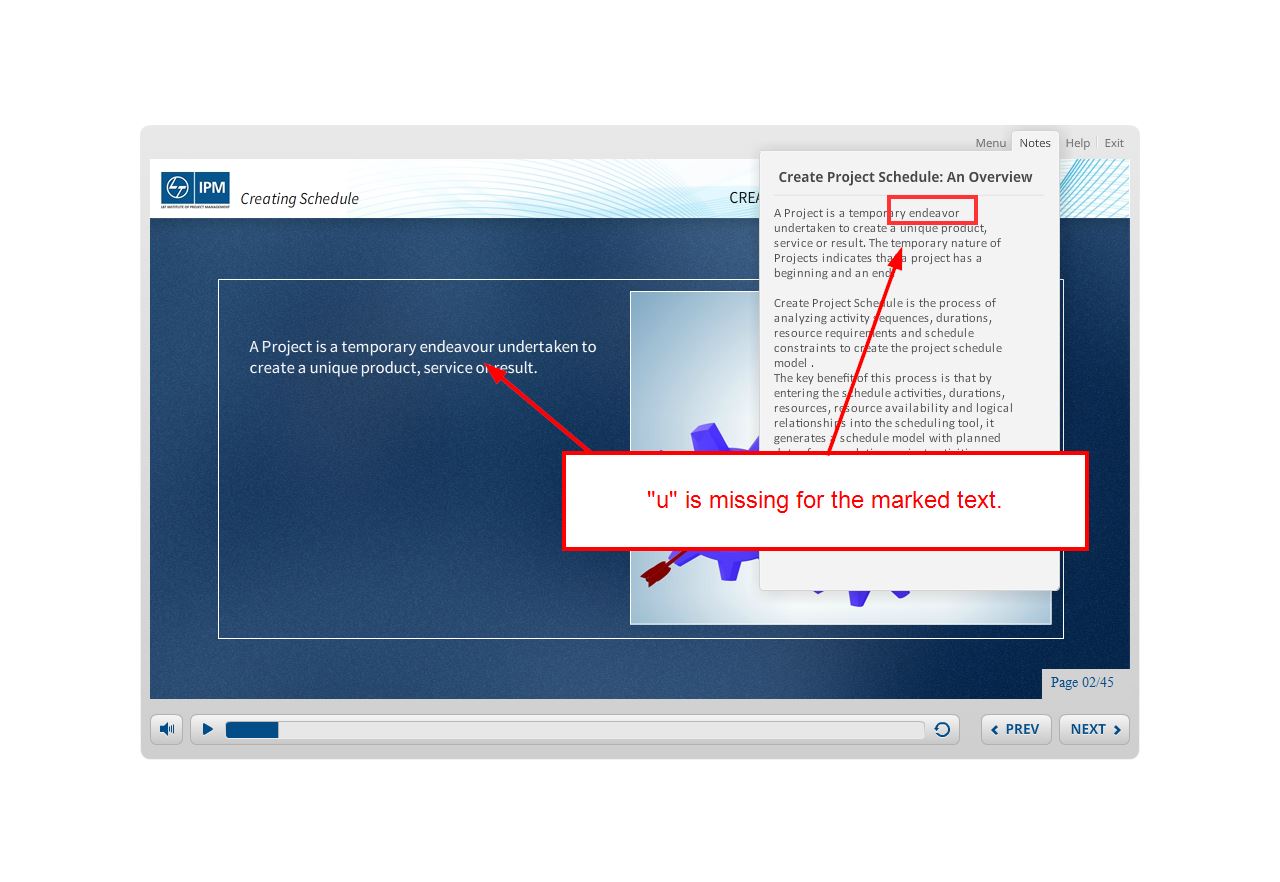 Menu Notes Help Exit
IPM
L&T INSTITUTE OF PROJECT MANAGEMENT
Creating Schedule
CREA
Create Project Schedule: An Overview
A Project is a temporary endeavor
undertaken to create a unique product,
service or result. The temporary nature of
Projects indicates that a project has a
beginning and an end.
Create Project Schedule is the process of
analyzing activity sequences, durations,
resource requirements and schedule
constraints to create the project schedule
model .
The key benefit of this process is that by
entering the schedule activities, durations,
resources, resource availability and logical
relationships into the scheduling tool, it
generates a schedule model with planned
A Project is a temporary endeavour undertaken to
create a unique product, service or result.
"u" is missing for the marked text.
Page 02/45
PREV
NEXT